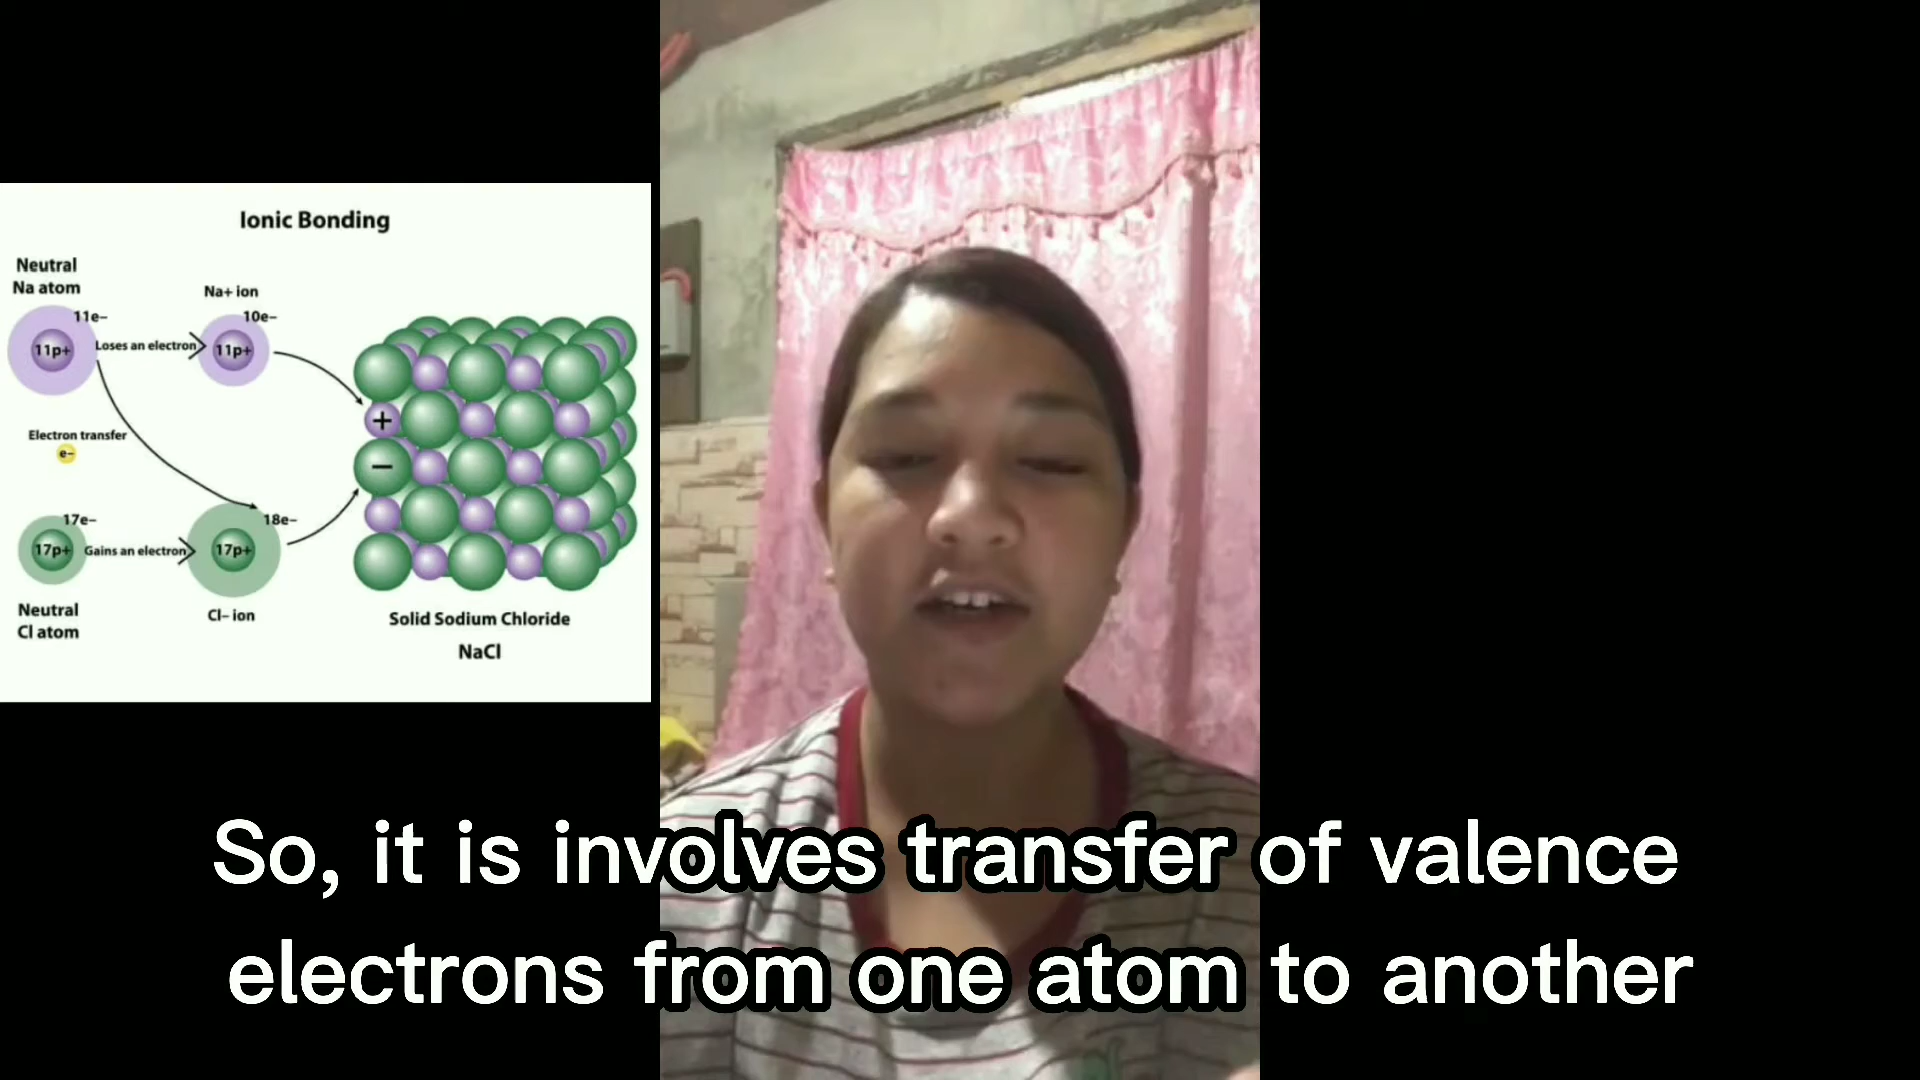 Ionic Bonding
Neutral
Na atom
Na+ ion
11e−
10e−
11p+
Loses an electron
11p+
+
Electron transfer
e−
−
17e−
18e−
17p+
Gains an electron
17p+
Neutral
Cl atom
Cl− ion
Solid Sodium Chloride
NaCl
So, it is involves transfer of valence
electrons from one atom to another